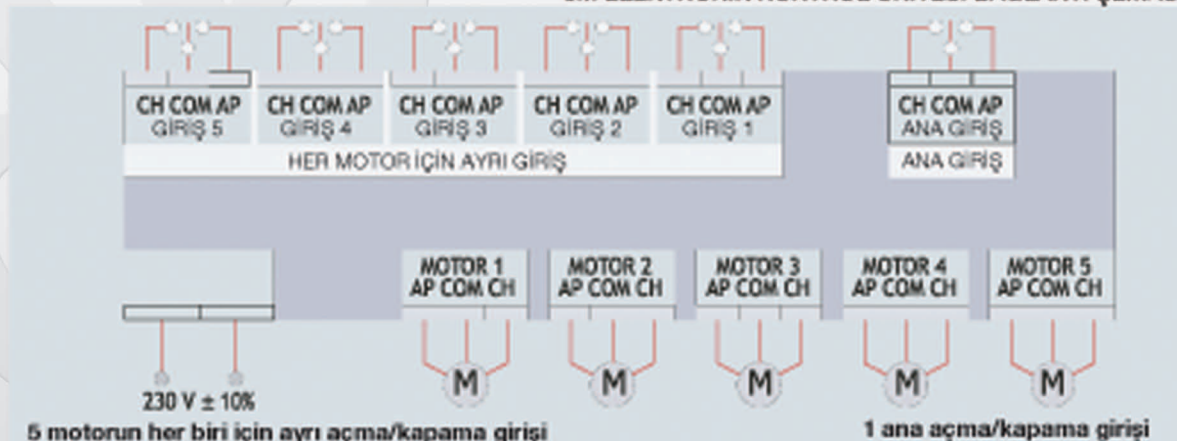 CH COM AP CH COM AP CH COM AP CH COM AP CH COM AP CH COM AP
GİRİŞ 5 GİRİŞ 4 GİRİŞ 3 GİRİŞ 2 GİRİŞ 1 ANA GİRİŞ
HER MOTOR İÇİN AYRI GİRİŞ ANA GİRİŞ
MOTOR 1 MOTOR 2 MOTOR 3 MOTOR 4 MOTOR 5
AP COM CH AP COM CH AP COM CH AP COM CH AP COM CH
M M M M M
230 V ± 10%
5 motorun her biri için ayrı açma/kapama girişi 1 ana açma/kapama girişi